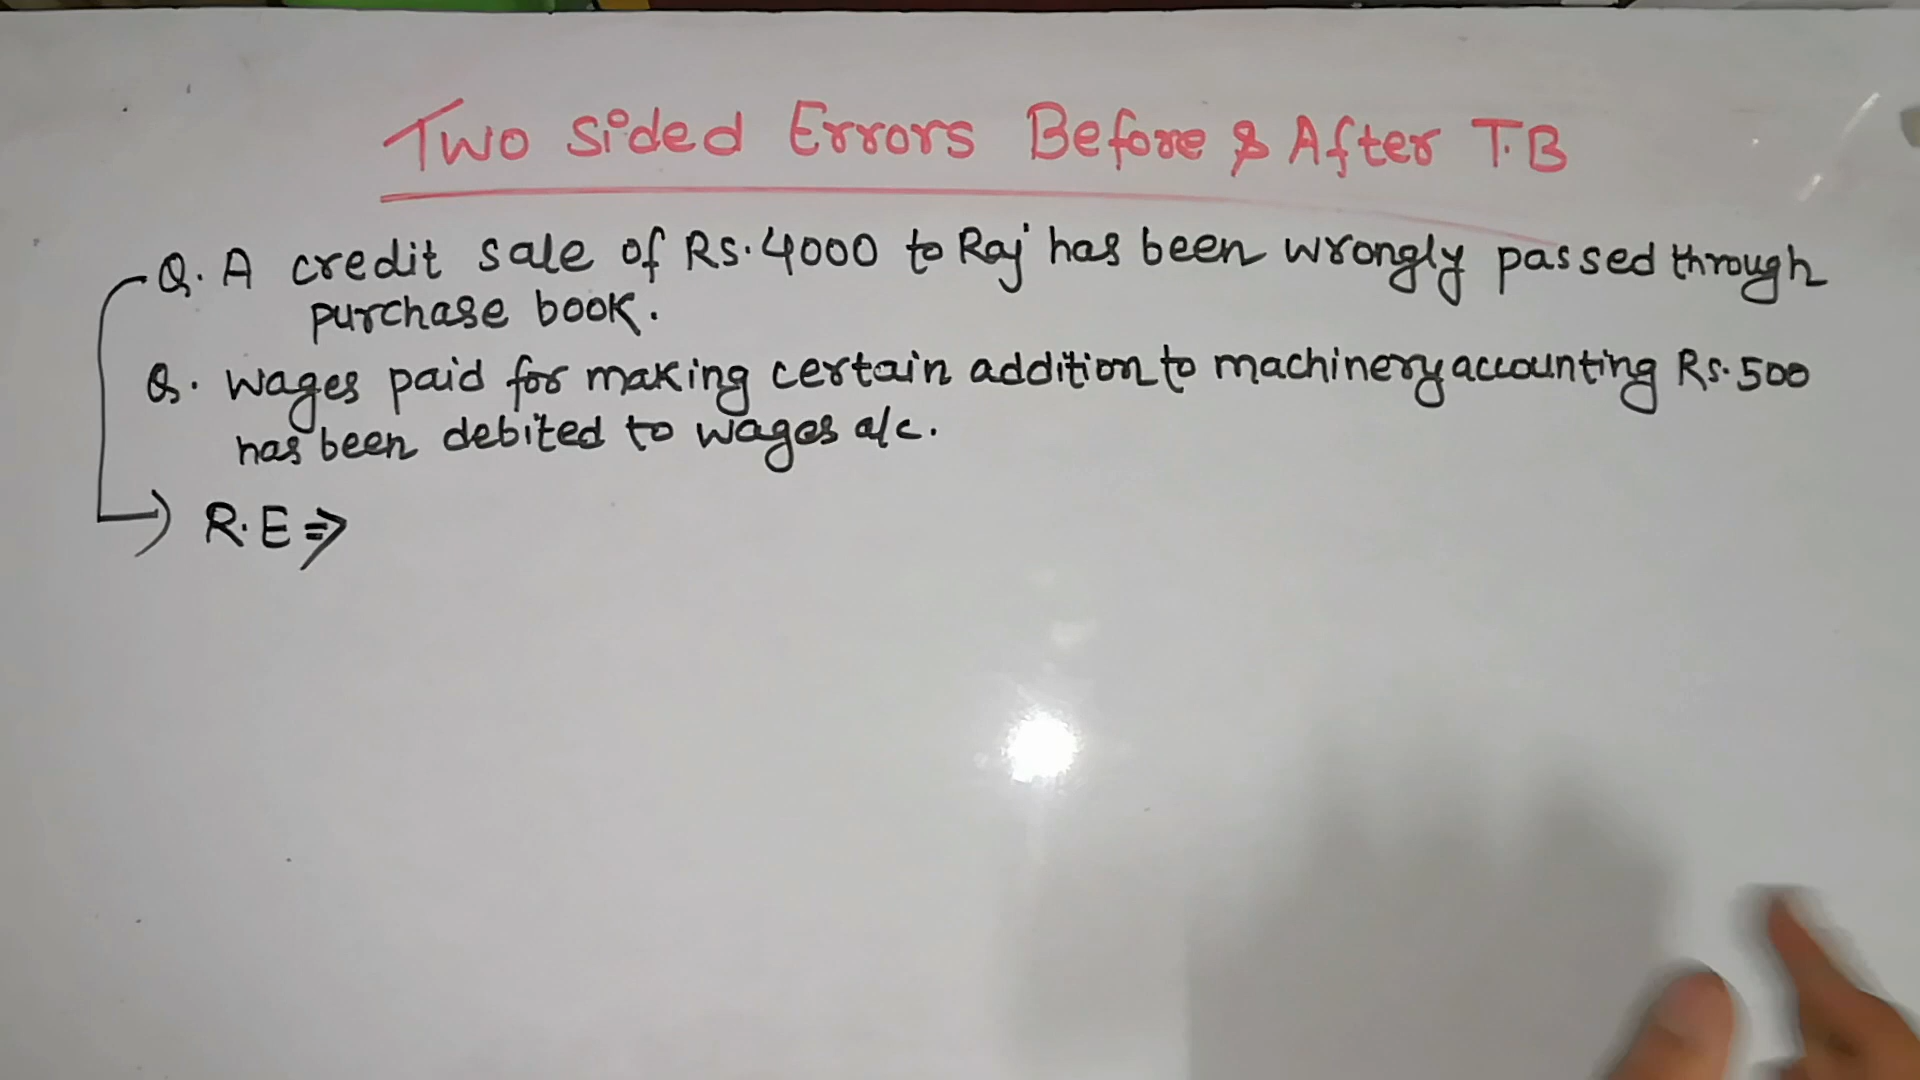 Two Sided Errors Before & After T.B
Q. A credit sale of Rs. 4000 to Raj has been wrongly passed through
purchase book.
Q. wages paid for making certain addition to machinery accounting Rs. 500
has been debited to wages a/c.
R.E ⇒